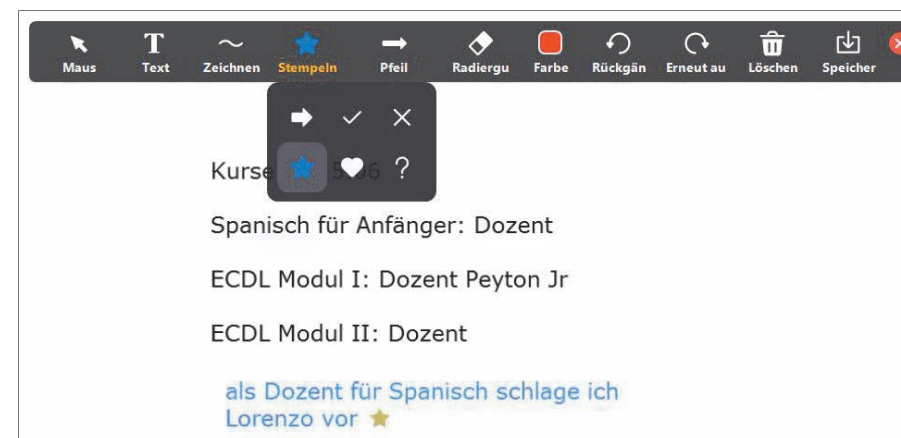 Maus Text Zeichnen Stempeln Pfeil Radiergu Farbe Rückgän Erneut au Löschen Speicher
Kurse
Spanisch für Anfänger: Dozent
ECDL Modul I: Dozent Peyton Jr
ECDL Modul II: Dozent
als Dozent für Spanisch schlage ich
Lorenzo vor